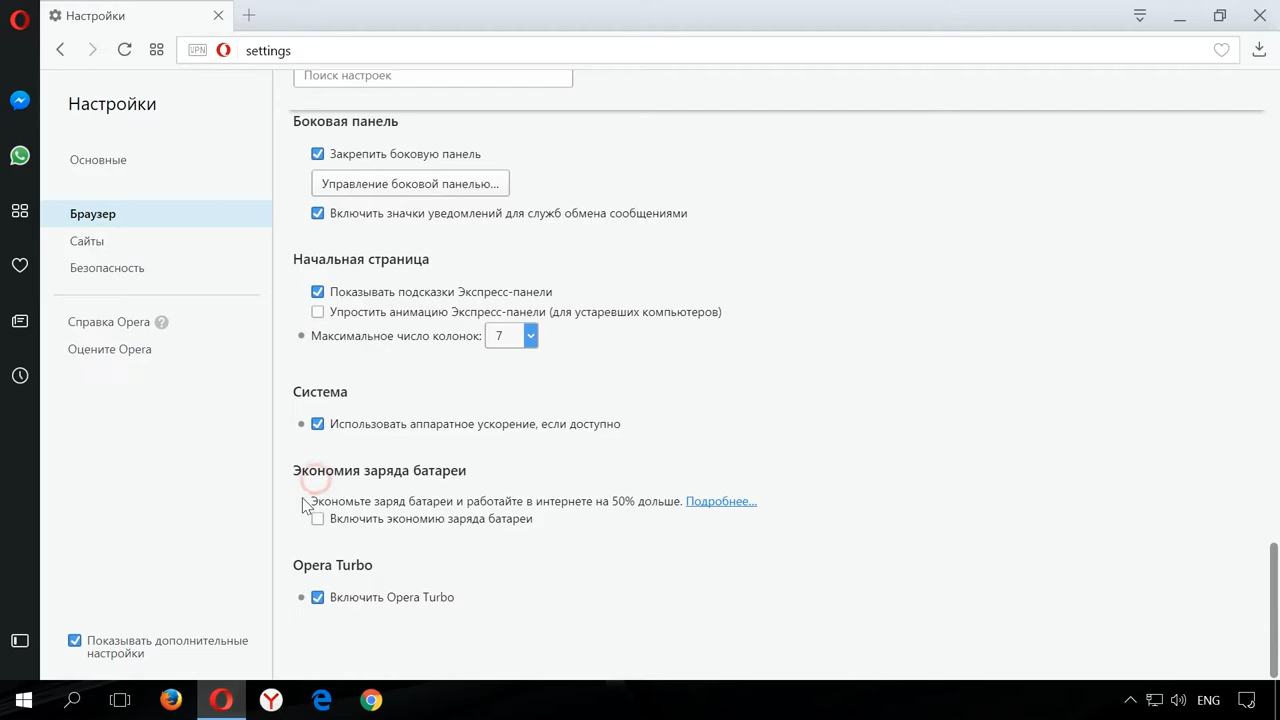 Настройки
VPN
settings
Поиск настроек
Настройки
Основные
Браузер
Сайты
Безопасность
Справка Opera ?
Оцените Opera
Показывать дополнительные
настройки
Боковая панель
Закрепить боковую панель
Управление боковой панелью...
Включить значки уведомлений для служб обмена сообщениями
Начальная страница
Показывать подсказки Экспресс-панели
Упростить анимацию Экспресс-панели (для устаревших компьютеров)
Максимальное число колонок: 7
Система
Использовать аппаратное ускорение, если доступно
Экономия заряда батареи
Экономьте заряд батареи и работайте в интернете на 50% дольше. Подробнее...
Включить экономию заряда батареи
Opera Turbo
Включить Opera Turbo
ENG